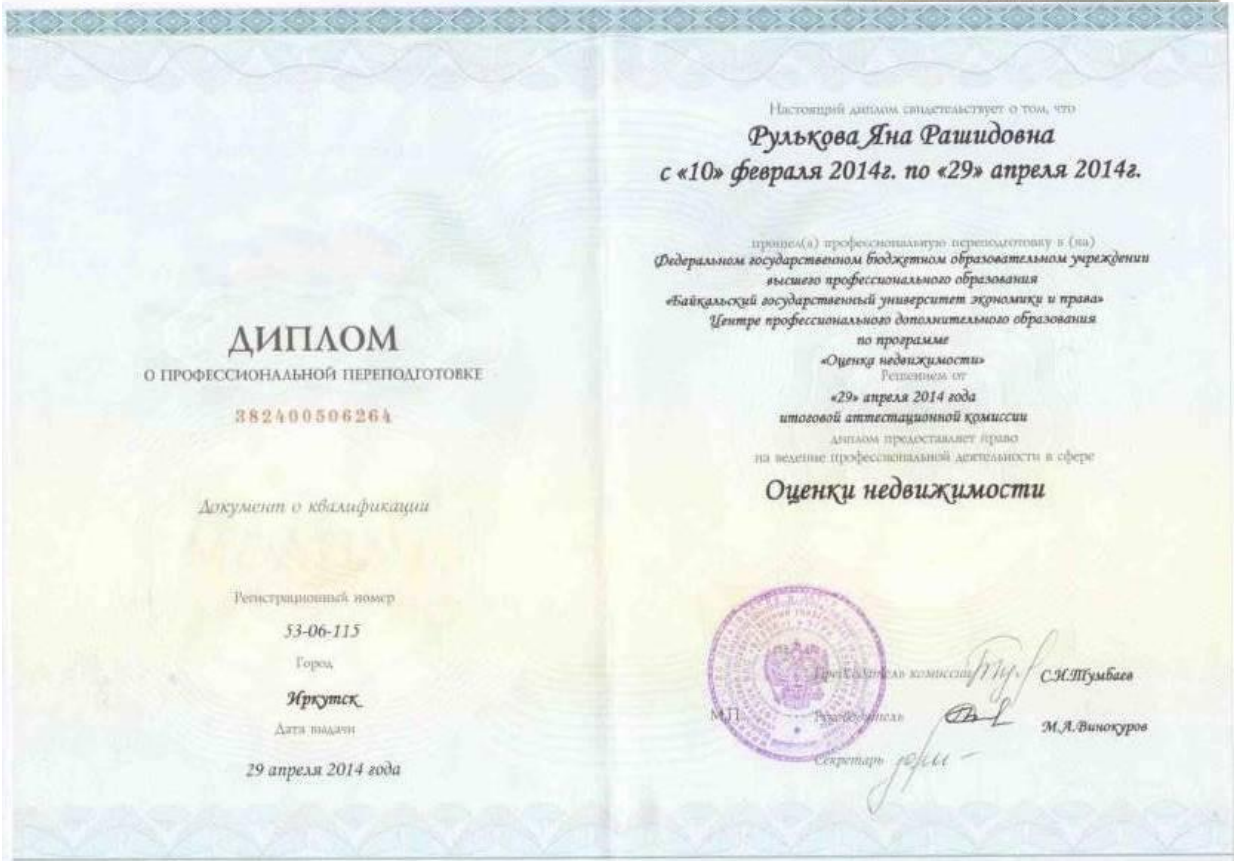 ДИПЛОМ
О ПРОФЕССИОНАЛЬНОЙ ПЕРЕПОДГОТОВКЕ
382400506264
Документ о квалификации
Регистрационный номер
53-06-115
Город
Иркутск
Дата выдачи
29 апреля 2014 года
Настоящий диплом свидетельствует о том, что
Рулькова Яна Рашидовна
с «10» февраля 2014г. по «29» апреля 2014г.
прошел(а) профессиональную переподготовку в (на)
Федеральном государственном бюджетном образовательном учреждении
высшего профессионального образования
«Байкальский государственный университет экономики и права»
Центре профессионального дополнительного образования
по программе
«Оценка недвижимости»
Решением от
«29» апреля 2014 года
итоговой аттестационной комиссии
диплом предоставляет право
на ведение профессиональной деятельности в сфере
Оценки недвижимости
Председатель комиссии С.И.Тумбаев
М.П. Руководитель М.А.Винокуров
Секретарь